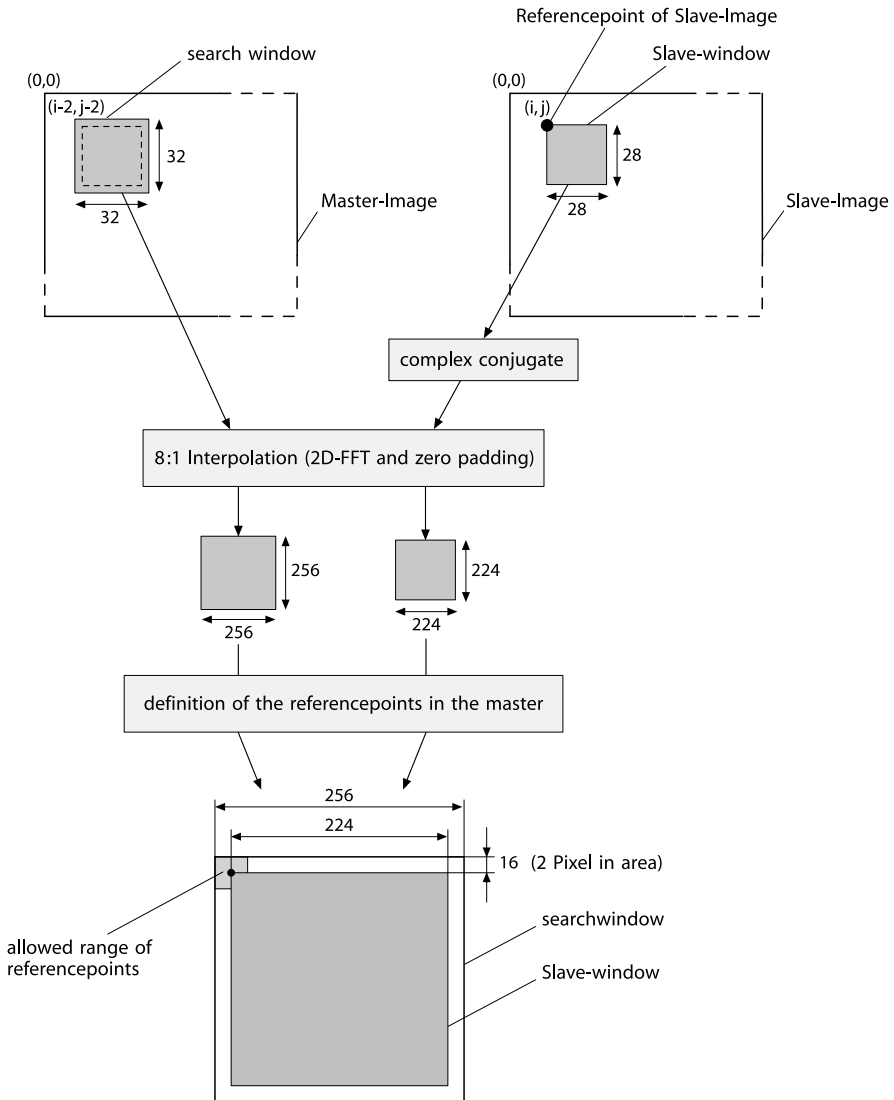 Referencepoint of Slave-Image
search window
Slave-window
(0,0)
(0,0)
(i-2, j-2)
(i, j)
32
28
32
28
Master-Image
Slave-Image
complex conjugate
8:1 Interpolation (2D-FFT and zero padding)
256
224
256
224
definition of the referencepoints in the master
256
224
16 (2 Pixel in area)
searchwindow
allowed range of
referencepoints
Slave-window